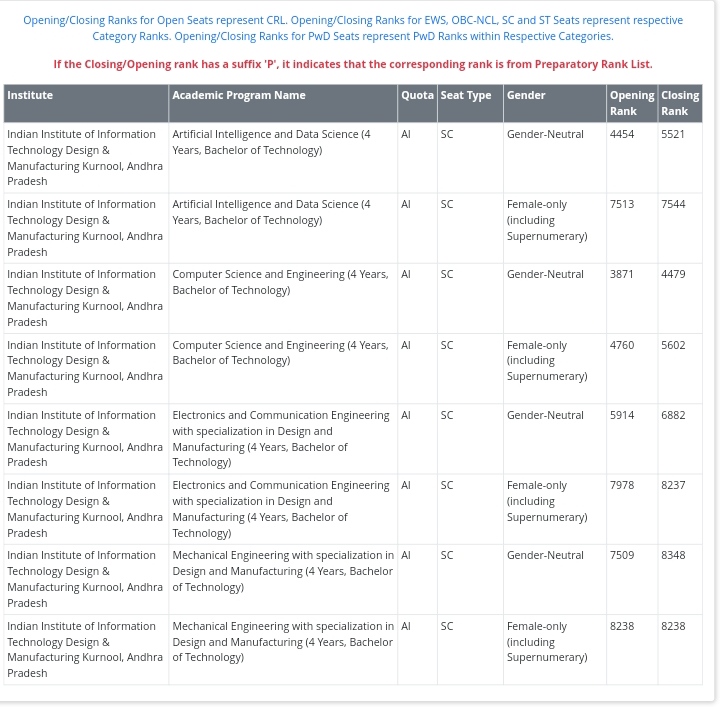 Opening/Closing Ranks for Open Seats represent CRL. Opening/Closing Ranks for EWS, OBC-NCL, SC and ST Seats represent respective
Category Ranks. Opening/Closing Ranks for PwD Seats represent PwD Ranks within Respective Categories.
If the Closing/Opening rank has a suffix 'P', it indicates that the corresponding rank is from Preparatory Rank List.
Institute Academic Program Name Quota Seat Type Gender Opening Closing
Rank Rank
Indian Institute of Information Artificial Intelligence and Data Science (4 AI SC Gender-Neutral 4454 5521
Technology Design & Years, Bachelor of Technology)
Manufacturing Kurnool, Andhra
Pradesh
Indian Institute of Information Artificial Intelligence and Data Science (4 AI SC Female-only 7513 7544
Technology Design & Years, Bachelor of Technology) (including
Manufacturing Kurnool, Andhra Supernumerary)
Pradesh
Indian Institute of Information Computer Science and Engineering (4 Years, AI SC Gender-Neutral 3871 4479
Technology Design & Bachelor of Technology)
Manufacturing Kurnool, Andhra
Pradesh
Indian Institute of Information Computer Science and Engineering (4 Years, AI SC Female-only 4760 5602
Technology Design & Bachelor of Technology) (including
Manufacturing Kurnool, Andhra Supernumerary)
Pradesh
Indian Institute of Information Electronics and Communication Engineering AI SC Gender-Neutral 5914 6882
Technology Design & with specialization in Design and
Manufacturing Kurnool, Andhra Manufacturing (4 Years, Bachelor of
Pradesh Technology)
Indian Institute of Information Electronics and Communication Engineering AI SC Female-only 7978 8237
Technology Design & with specialization in Design and (including
Manufacturing Kurnool, Andhra Manufacturing (4 Years, Bachelor of Supernumerary)
Pradesh Technology)
Indian Institute of Information Mechanical Engineering with specialization in AI SC Gender-Neutral 7509 8348
Technology Design & Design and Manufacturing (4 Years, Bachelor
Manufacturing Kurnool, Andhra of Technology)
Pradesh
Indian Institute of Information Mechanical Engineering with specialization in AI SC Female-only 8238 8238
Technology Design & Design and Manufacturing (4 Years, Bachelor (including
Manufacturing Kurnool, Andhra of Technology) Supernumerary)
Pradesh